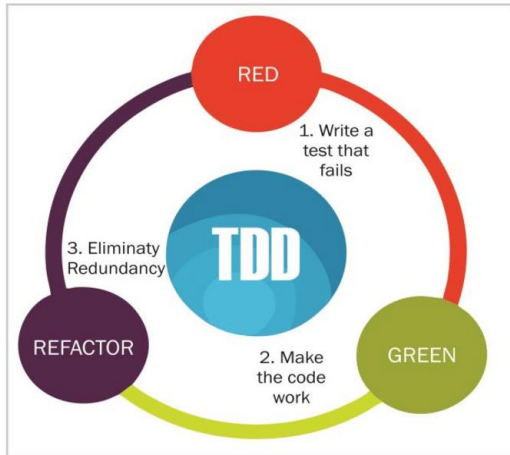 RED
1. Write a
test that
fails
TDD
3. Eliminaty
Redundancy
REFACTOR
GREEN
2. Make
the code
work